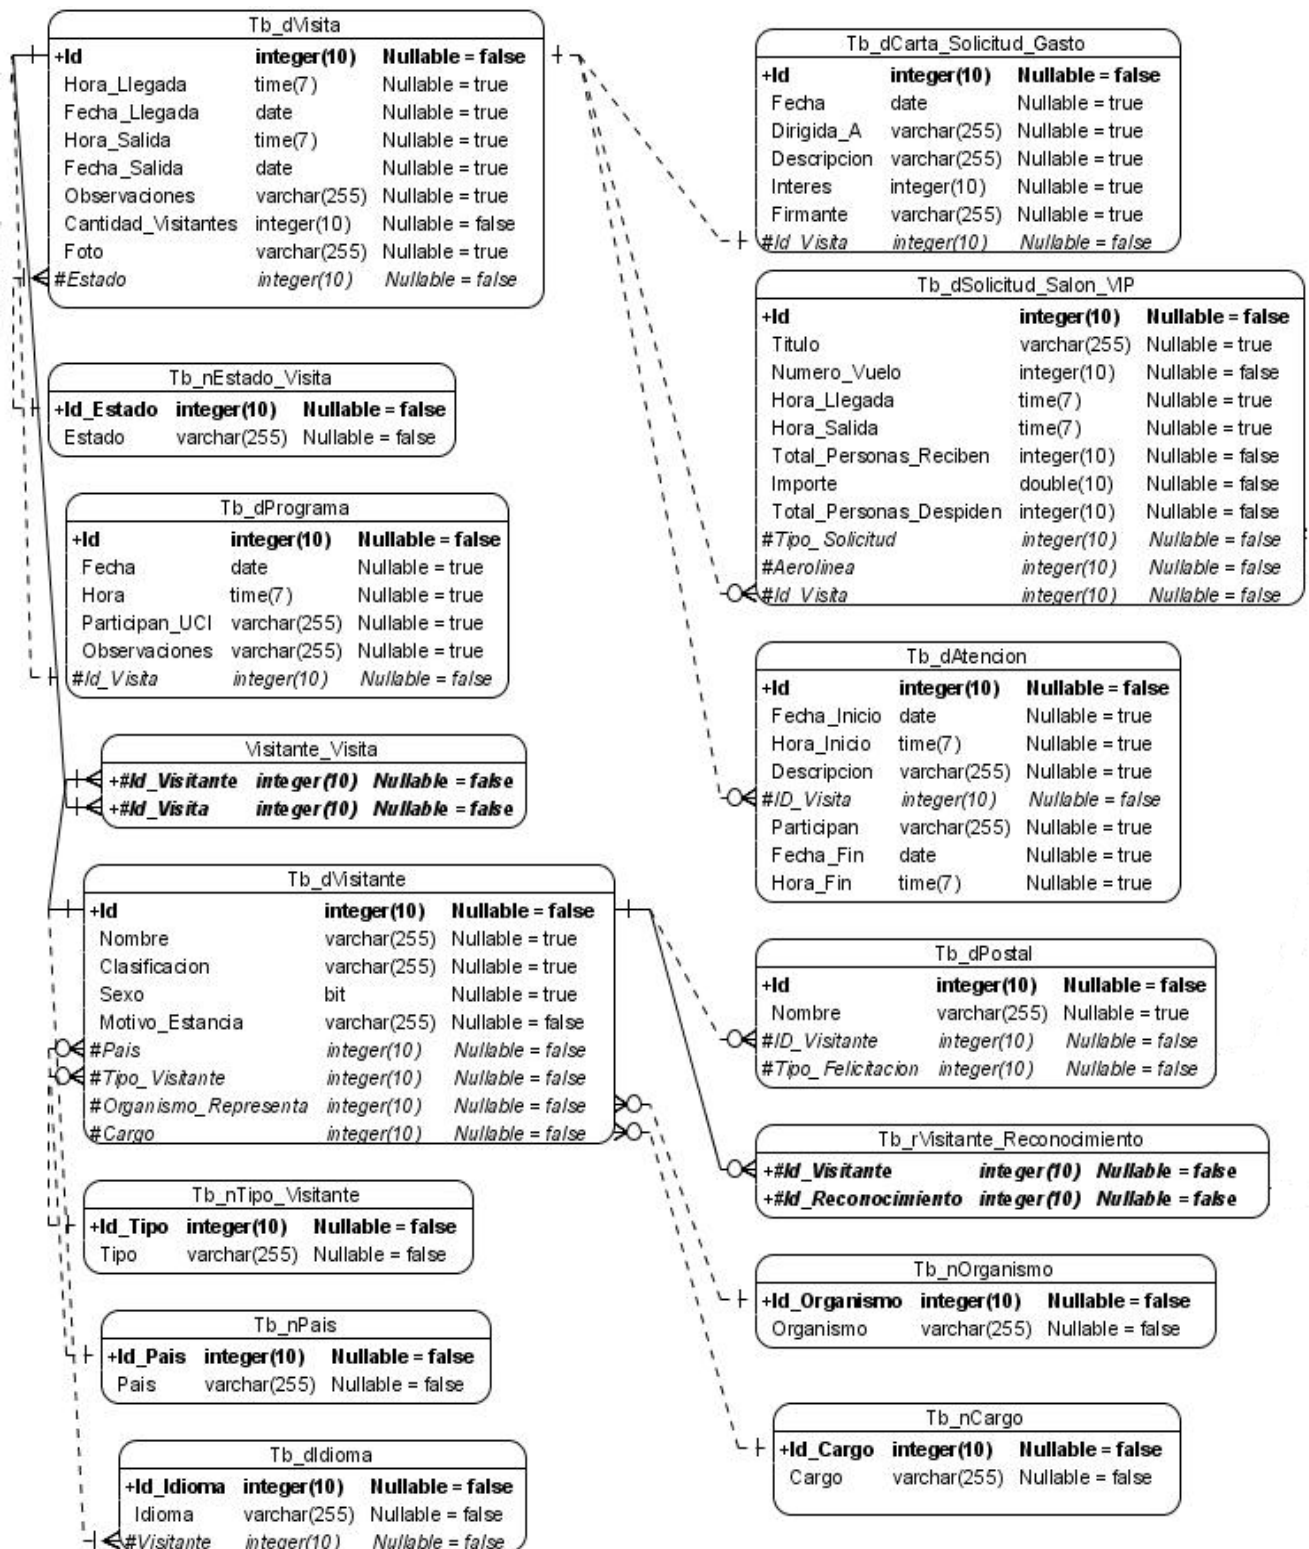 Tb_dVisita
+Id integer(10) Nullable = false
Hora_Llegada time(7) Nullable = true
Fecha_Llegada date Nullable = true
Hora_Salida time(7) Nullable = true
Fecha_Salida date Nullable = true
Observaciones varchar(255) Nullable = true
Cantidad_Visitantes integer(10) Nullable = false
Foto varchar(255) Nullable = true
#Estado integer(10) Nullable = false
Tb_nEstado_Visita
+Id_Estado integer(10) Nullable = false
Estado varchar(255) Nullable = false
Tb_dPrograma
+Id integer(10) Nullable = false
Fecha date Nullable = true
Hora time(7) Nullable = true
Participan_UCI varchar(255) Nullable = true
Observaciones varchar(255) Nullable = true
#Id_Visita integer(10) Nullable = false
Visitante_Visita
+#Id_Visitante integer(10) Nullable = false
+#Id_Visita integer(10) Nullable = false
Tb_dVisitante
+Id integer(10) Nullable = false
Nombre varchar(255) Nullable = true
Clasificacion varchar(255) Nullable = true
Sexo bit Nullable = true
Motivo_Estancia varchar(255) Nullable = false
#Pais integer(10) Nullable = false
#Tipo_Visitante integer(10) Nullable = false
#Organismo_Representa integer(10) Nullable = false
#Cargo integer(10) Nullable = false
Tb_nTipo_Visitante
+Id_Tipo integer(10) Nullable = false
Tipo varchar(255) Nullable = false
Tb_nPais
+Id_Pais integer(10) Nullable = false
Pais varchar(255) Nullable = false
Tb_dIdioma
+Id_Idioma integer(10) Nullable = false
Idioma varchar(255) Nullable = false
#Visitante integer(10) Nullable = false
Tb_dCarta_Solicitud_Gasto
+Id integer(10) Nullable = false
Fecha date Nullable = true
Dirigida_A varchar(255) Nullable = true
Descripcion varchar(255) Nullable = true
Interes integer(10) Nullable = true
Firmante varchar(255) Nullable = true
#Id_Visita integer(10) Nullable = false
Tb_dSolicitud_Salon_VIP
+Id integer(10) Nullable = false
Titulo varchar(255) Nullable = true
Numero_Vuelo integer(10) Nullable = false
Hora_Llegada time(7) Nullable = true
Hora_Salida time(7) Nullable = true
Total_Personas_Reciben integer(10) Nullable = false
Importe double(10) Nullable = false
Total_Personas_Despiden integer(10) Nullable = false
#Tipo_Solicitud integer(10) Nullable = false
#Aerolinea integer(10) Nullable = false
#Id_Visita integer(10) Nullable = false
Tb_dAtencion
+Id integer(10) Nullable = false
Fecha_Inicio date Nullable = true
Hora_Inicio time(7) Nullable = true
Descripcion varchar(255) Nullable = true
#ID_Visita integer(10) Nullable = false
Participan varchar(255) Nullable = true
Fecha_Fin date Nullable = true
Hora_Fin time(7) Nullable = true
Tb_dPostal
+Id integer(10) Nullable = false
Nombre varchar(255) Nullable = true
#ID_Visitante integer(10) Nullable = false
#Tipo_Felicitacion integer(10) Nullable = false
Tb_rVisitante_Reconocimiento
+#Id_Visitante integer(10) Nullable = false
+#Id_Reconocimiento integer(10) Nullable = false
Tb_nOrganismo
+Id_Organismo integer(10) Nullable = false
Organismo varchar(255) Nullable = false
Tb_nCargo
+Id_Cargo integer(10) Nullable = false
Cargo varchar(255) Nullable = false